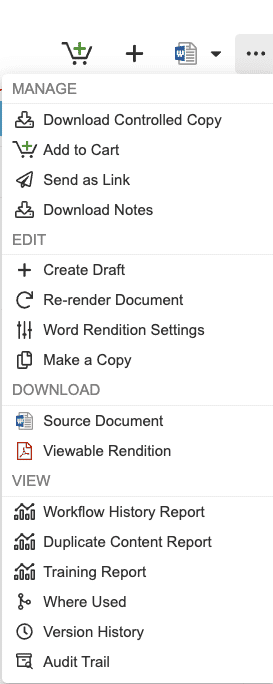 MANAGE
Download Controlled Copy
Add to Cart
Send as Link
Download Notes
EDIT
Create Draft
Re-render Document
Word Rendition Settings
Make a Copy
DOWNLOAD
Source Document
Viewable Rendition
VIEW
Workflow History Report
Duplicate Content Report
Training Report
Where Used
Version History
Audit Trail